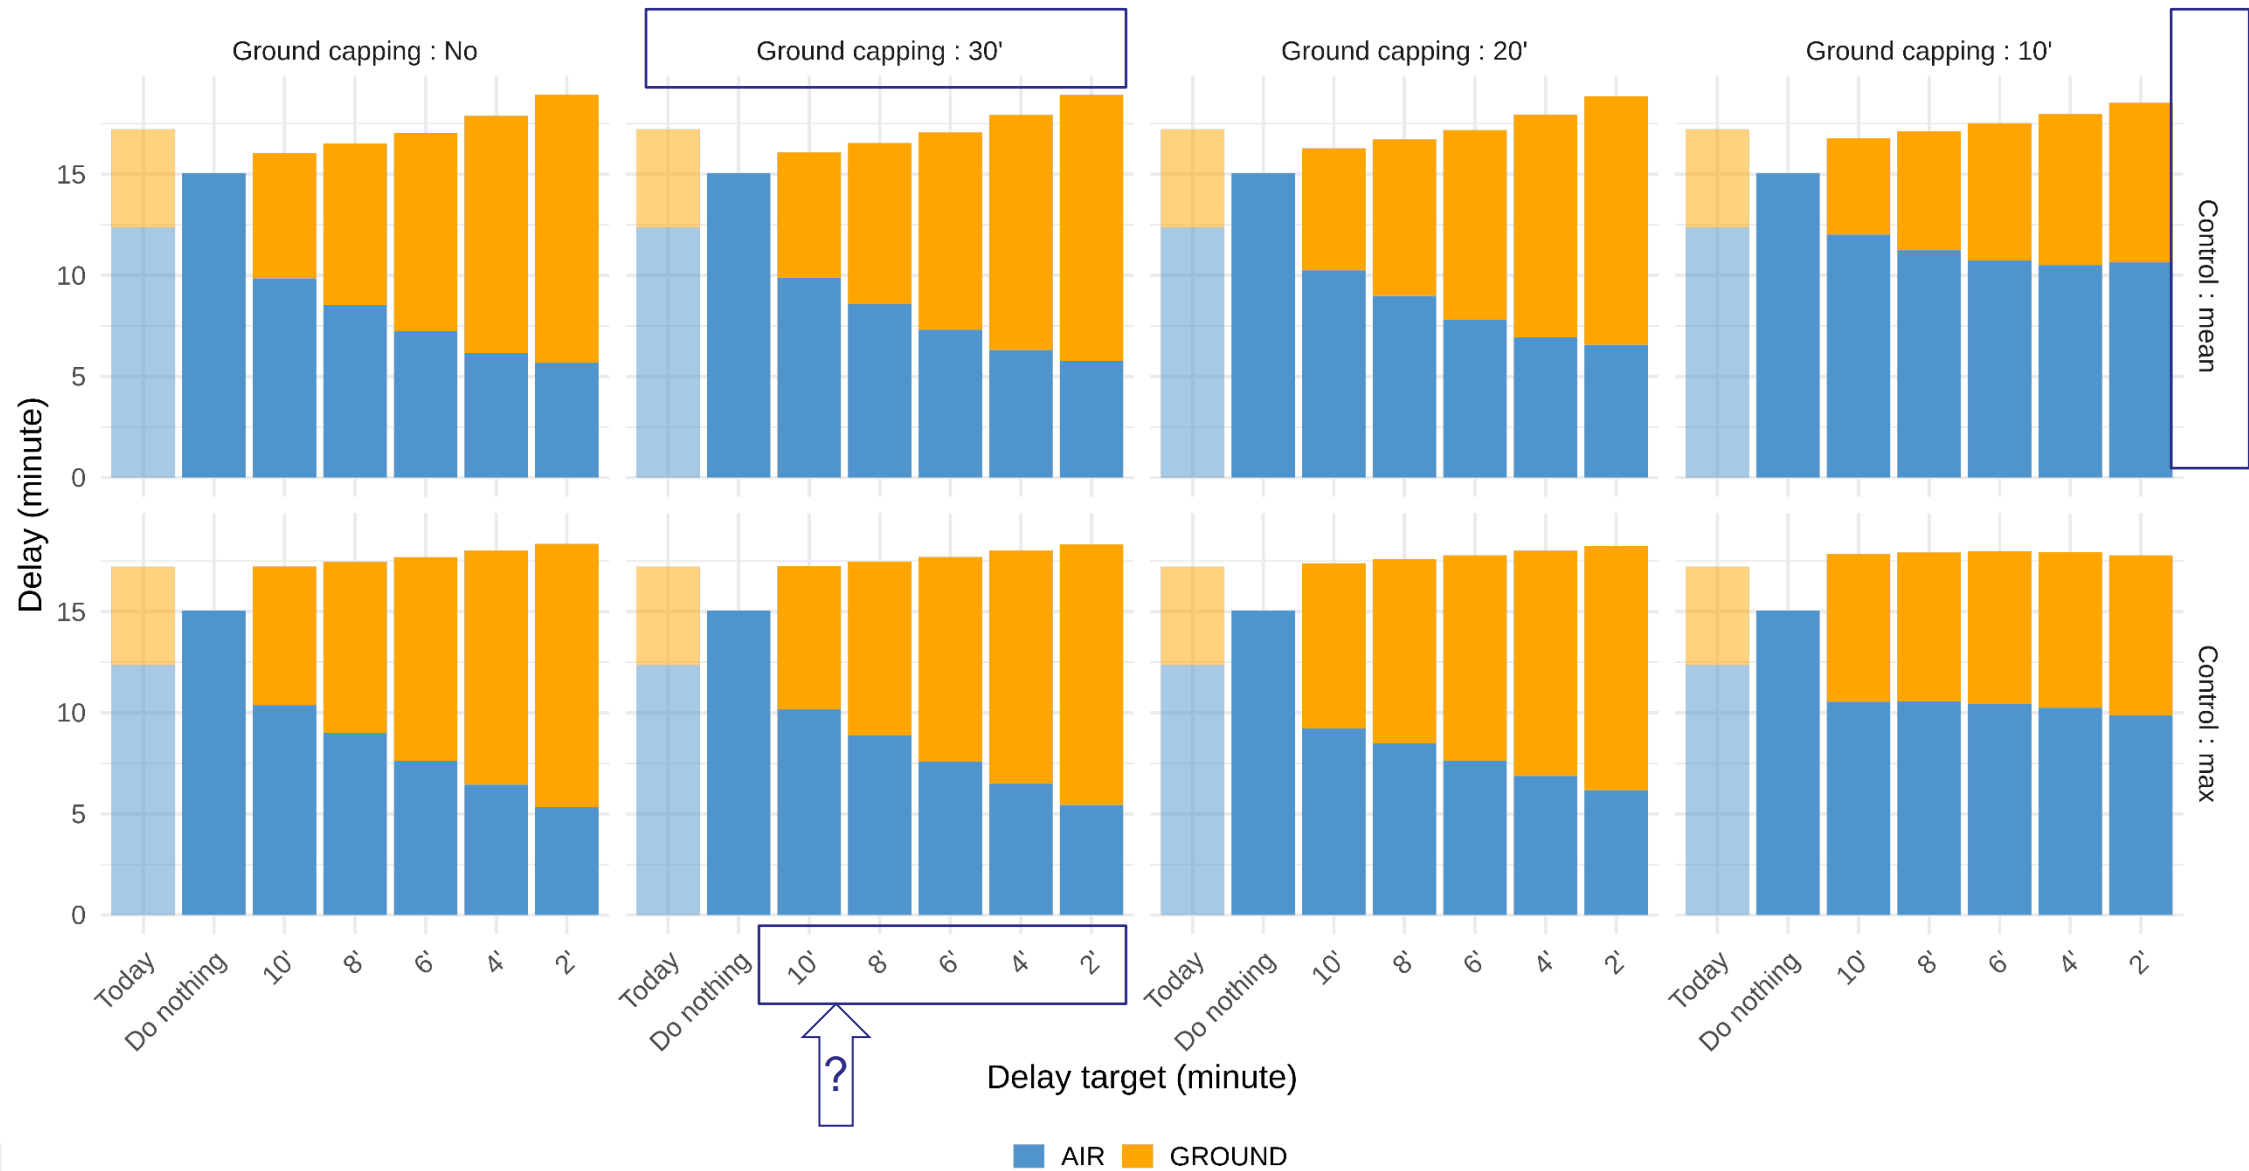 Ground capping : No
Ground capping : 30'
Ground capping : 20'
Ground capping : 10'
Control : mean
Control : max
Delay (minute)
15
10
5
0
15
10
5
0
Today
Do nothing
10'
8'
6'
4'
2'
Today
Do nothing
10'
8'
6'
4'
2'
Today
Do nothing
10'
8'
6'
4'
2'
Today
Do nothing
10'
8'
6'
4'
2'
?
Delay target (minute)
AIR
GROUND